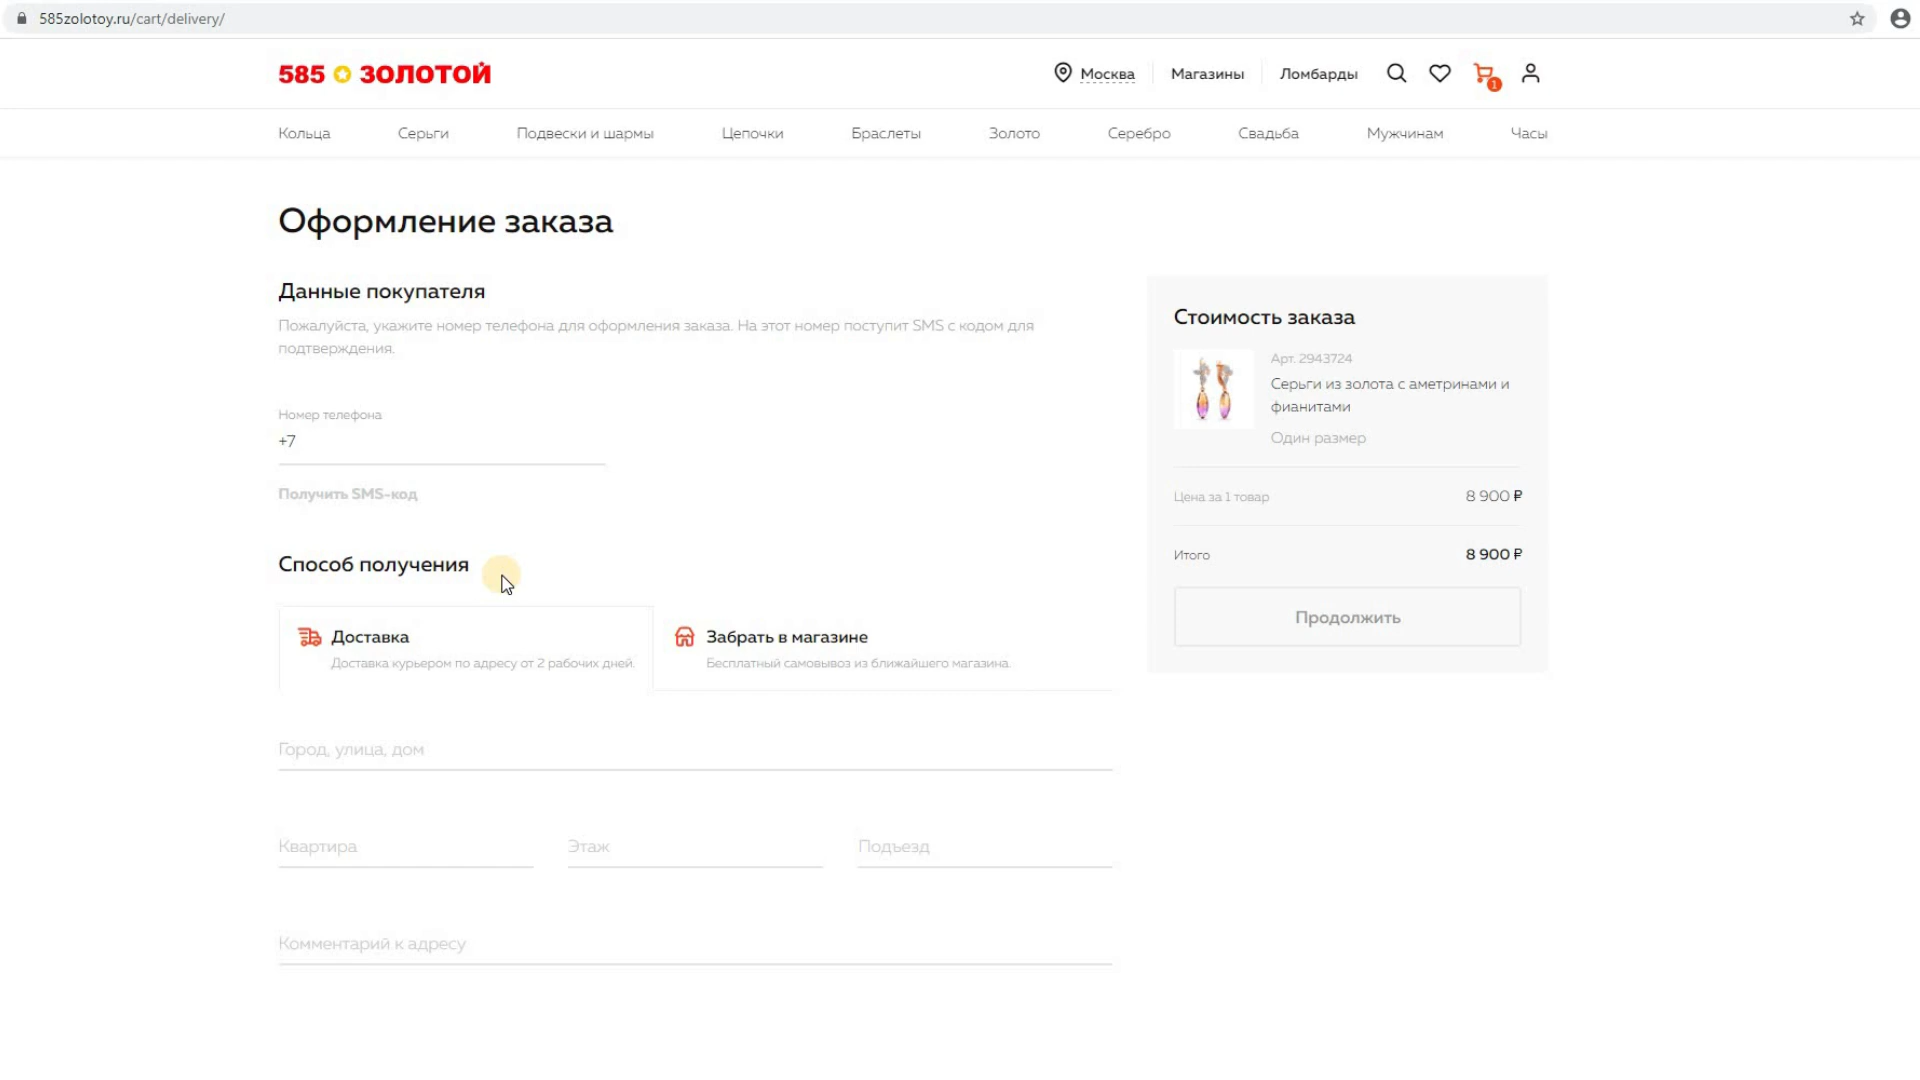 585zolotoy.ru/cart/delivery/
585 ЗОЛОТОЙ
Москва
Магазины
Ломбарды
1
Кольца
Серьги
Подвески и шармы
Цепочки
Браслеты
Золото
Серебро
Свадьба
Мужчинам
Часы
Оформление заказа
Данные покупателя
Пожалуйста, укажите номер телефона для оформления заказа. На этот номер поступит SMS с кодом для
подтверждения.
Номер телефона
+7
Получить SMS-код
Способ получения
Доставка
Доставка курьером по адресу от 2 рабочих дней.
Забрать в магазине
Бесплатный самовывоз из ближайшего магазина.
Город, улица, дом
Квартира
Этаж
Подъезд
Комментарий к адресу
Стоимость заказа
Арт. 2943724
Серьги из золота с аметринами и
фианитами
Один размер
Цена за 1 товар
8 900 ₽
Итого
8 900 ₽
Продолжить